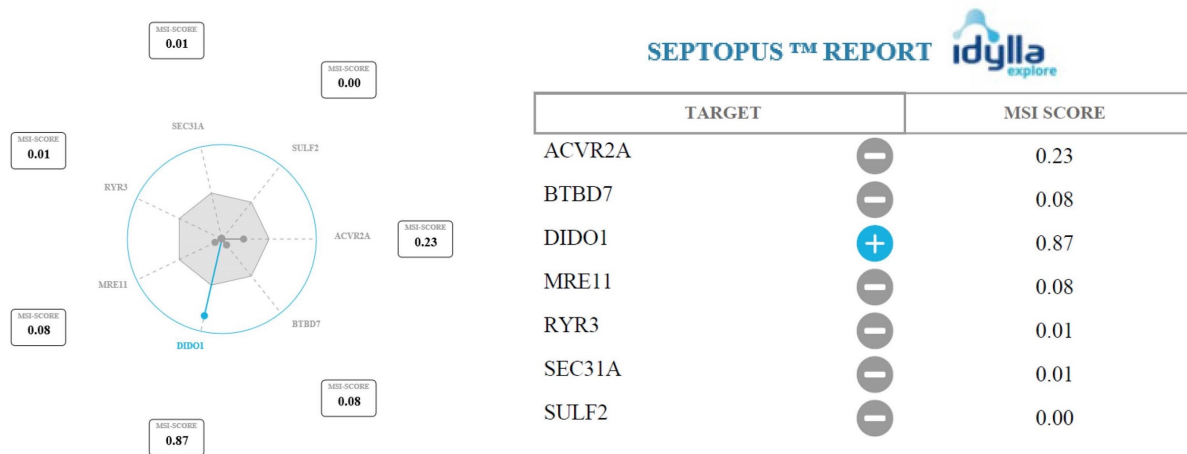 MSI-SCORE
0.01
MSI-SCORE
0.00
MSI-SCORE
0.01
SEC31A
SULF2
RYR3
ACVR2A
MSI-SCORE
0.23
MRE11
BTBD7
MSI-SCORE
0.08
DIDO1
MSI-SCORE
0.08
MSI-SCORE
0.87
SEPTOPUS ™ REPORT
idylla
explore
TARGET MSI SCORE
ACVR2A 0.23
BTBD7 0.08
DIDO1 0.87
MRE11 0.08
RYR3 0.01
SEC31A 0.01
SULF2 0.00